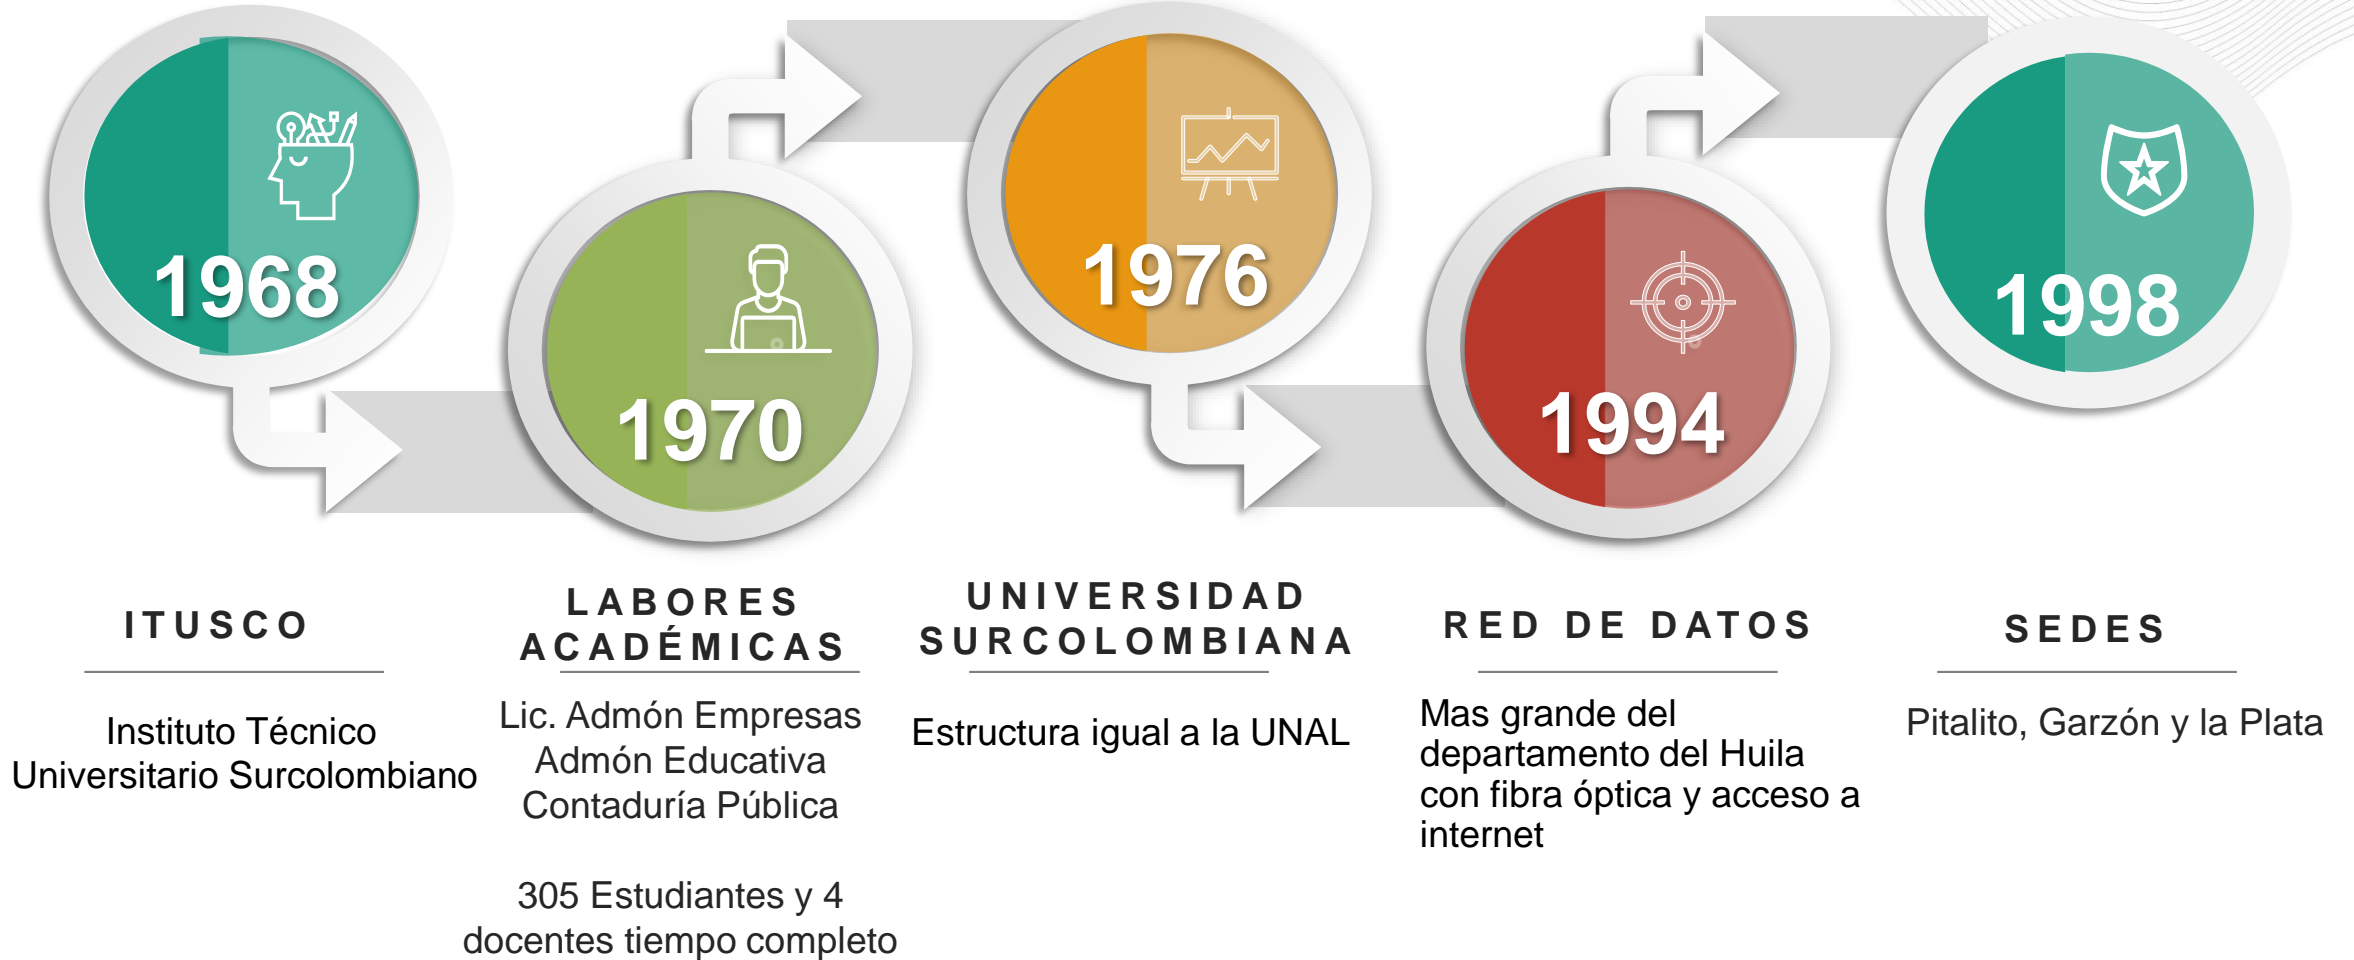 1968
1970
1976
1994
1998
ITUSCO
Instituto Técnico
Universitario Surcolombiano
LABORES
ACADÉMICAS
Lic. Admón Empresas
Admón Educativa
Contaduría Pública
305 Estudiantes y 4
docentes tiempo completo
UNIVERSIDAD
SURCOLOMBIANA
Estructura igual a la UNAL
RED DE DATOS
Mas grande del
departamento del Huila
con fibra óptica y acceso a
internet
SEDES
Pitalito, Garzón y la Plata